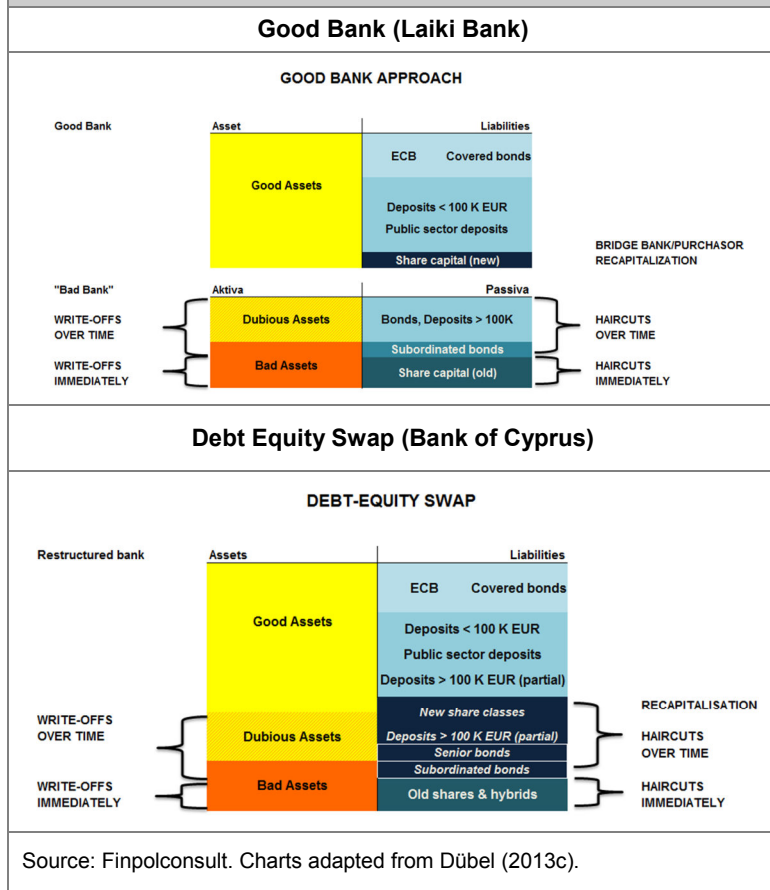 Good Bank (Laiki Bank)
GOOD BANK APPROACH
Good Bank Asset Liabilities
ECB Covered bonds
Good Assets
Deposits < 100 K EUR
Public sector deposits
BRIDGE BANK/PURCHASOR
RECAPITALIZATION
Share capital (new)
"Bad Bank" Aktiva Passiva
WRITE-OFFS
OVER TIME
Dubious Assets
Bonds, Deposits > 100K
HAIRCUTS
OVER TIME
Subordinated bonds
WRITE-OFFS
IMMEDIATELY
Bad Assets
Share capital (old)
HAIRCUTS
IMMEDIATELY
Debt Equity Swap (Bank of Cyprus)
DEBT-EQUITY SWAP
Restructured bank Assets Liabilities
ECB Covered bonds
Good Assets
Deposits < 100 K EUR
Public sector deposits
Deposits > 100 K EUR (partial)
RECAPITALISATION
New share classes
WRITE-OFFS
OVER TIME
Dubious Assets
Deposits > 100 K EUR (partial)
HAIRCUTS
OVER TIME
Senior bonds
Subordinated bonds
WRITE-OFFS
IMMEDIATELY
Bad Assets
Old shares & hybrids
HAIRCUTS
IMMEDIATELY
Source: Finpolconsult. Charts adapted from Dübel (2013c).